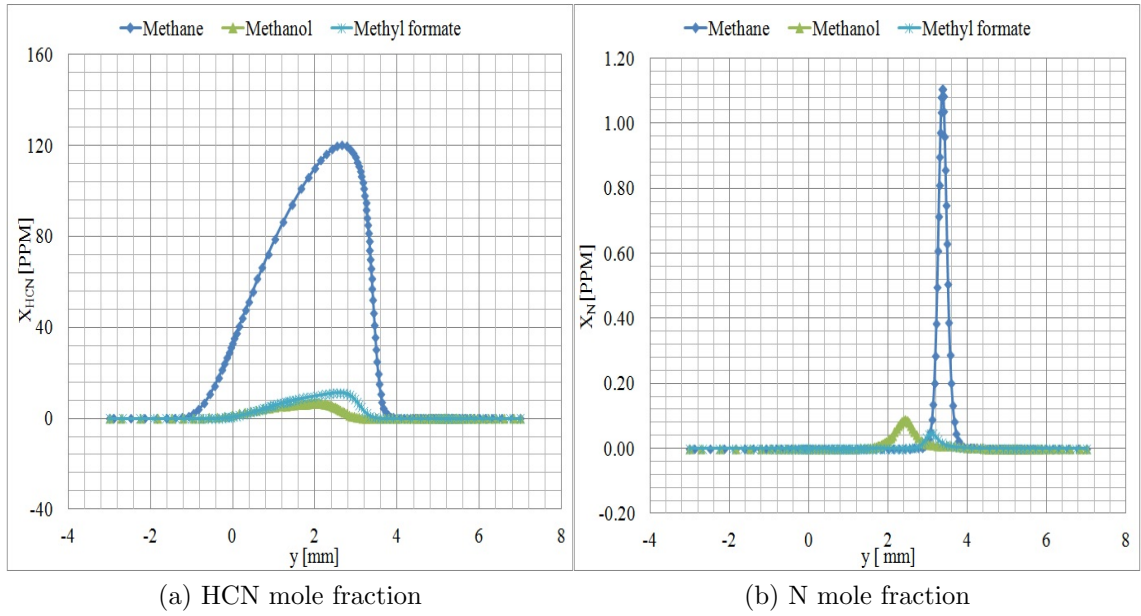 Methane Methanol Methyl formate
160
120
80
40
0
-40
-4 -2 0 2 4 6 8
X_HCN [PPM]
y [mm]
(a) HCN mole fraction
Methane Methanol Methyl formate
1.20
1.00
0.80
0.60
0.40
0.20
0.00
-0.20
-4 -2 0 2 4 6 8
X_N [PPM]
y [ mm]
(b) N mole fraction